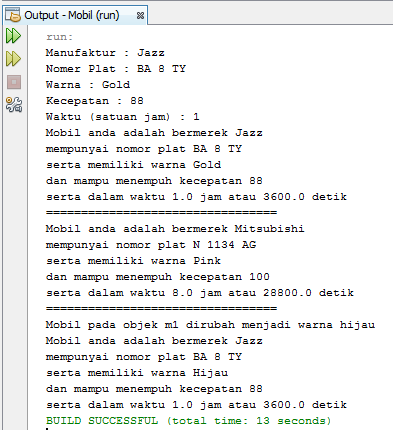 Output - Mobil (run)
run:
Manufaktur : Jazz
Nomer Plat : BA 8 TY
Warna : Gold
Kecepatan : 88
Waktu (satuan jam) : 1
Mobil anda adalah bermerek Jazz
mempunyai nomor plat BA 8 TY
serta memiliki warna Gold
dan mampu menempuh kecepatan 88
serta dalam waktu 1.0 jam atau 3600.0 detik
=================================
Mobil anda adalah bermerek Mitsubishi
mempunyai nomor plat N 1134 AG
serta memiliki warna Pink
dan mampu menempuh kecepatan 100
serta dalam waktu 8.0 jam atau 28800.0 detik
=================================
Mobil pada objek m1 dirubah menjadi warna hijau
Mobil anda adalah bermerek Jazz
mempunyai nomor plat BA 8 TY
serta memiliki warna Hijau
dan mampu menempuh kecepatan 88
serta dalam waktu 1.0 jam atau 3600.0 detik
BUILD SUCCESSFUL (total time: 13 seconds)